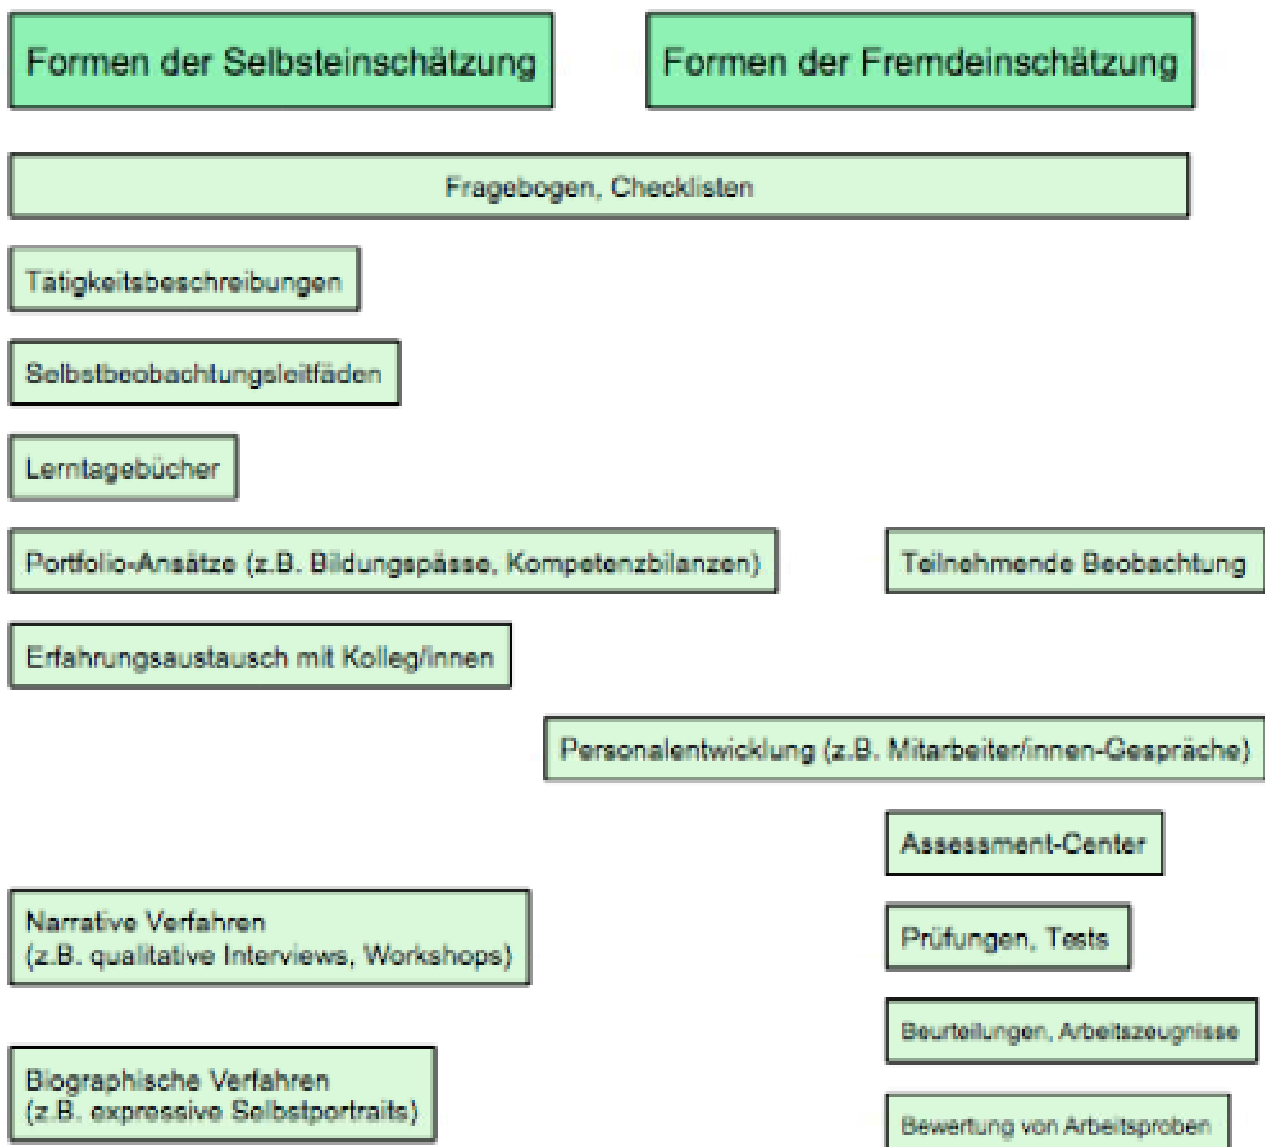 Formen der Selbsteinschätzung
Formen der Fremdeinschätzung
Fragebogen, Checklisten
Tätigkeitsbeschreibungen
Selbstbeobachtungsleitfäden
Lerntagebücher
Portfolio-Ansätze (z.B. Bildungspässe, Kompetenzbilanzen)
Teilnehmende Beobachtung
Erfahrungsaustausch mit Kolleg/innen
Personalentwicklung (z.B. Mitarbeiter/innen-Gespräche)
Assessment-Center
Narrative Verfahren
(z.B. qualitative Interviews, Workshops)
Prüfungen, Tests
Beurteilungen, Arbeitszeugnisse
Biographische Verfahren
(z.B. expressive Selbstportraits)
Bewertung von Arbeitsproben